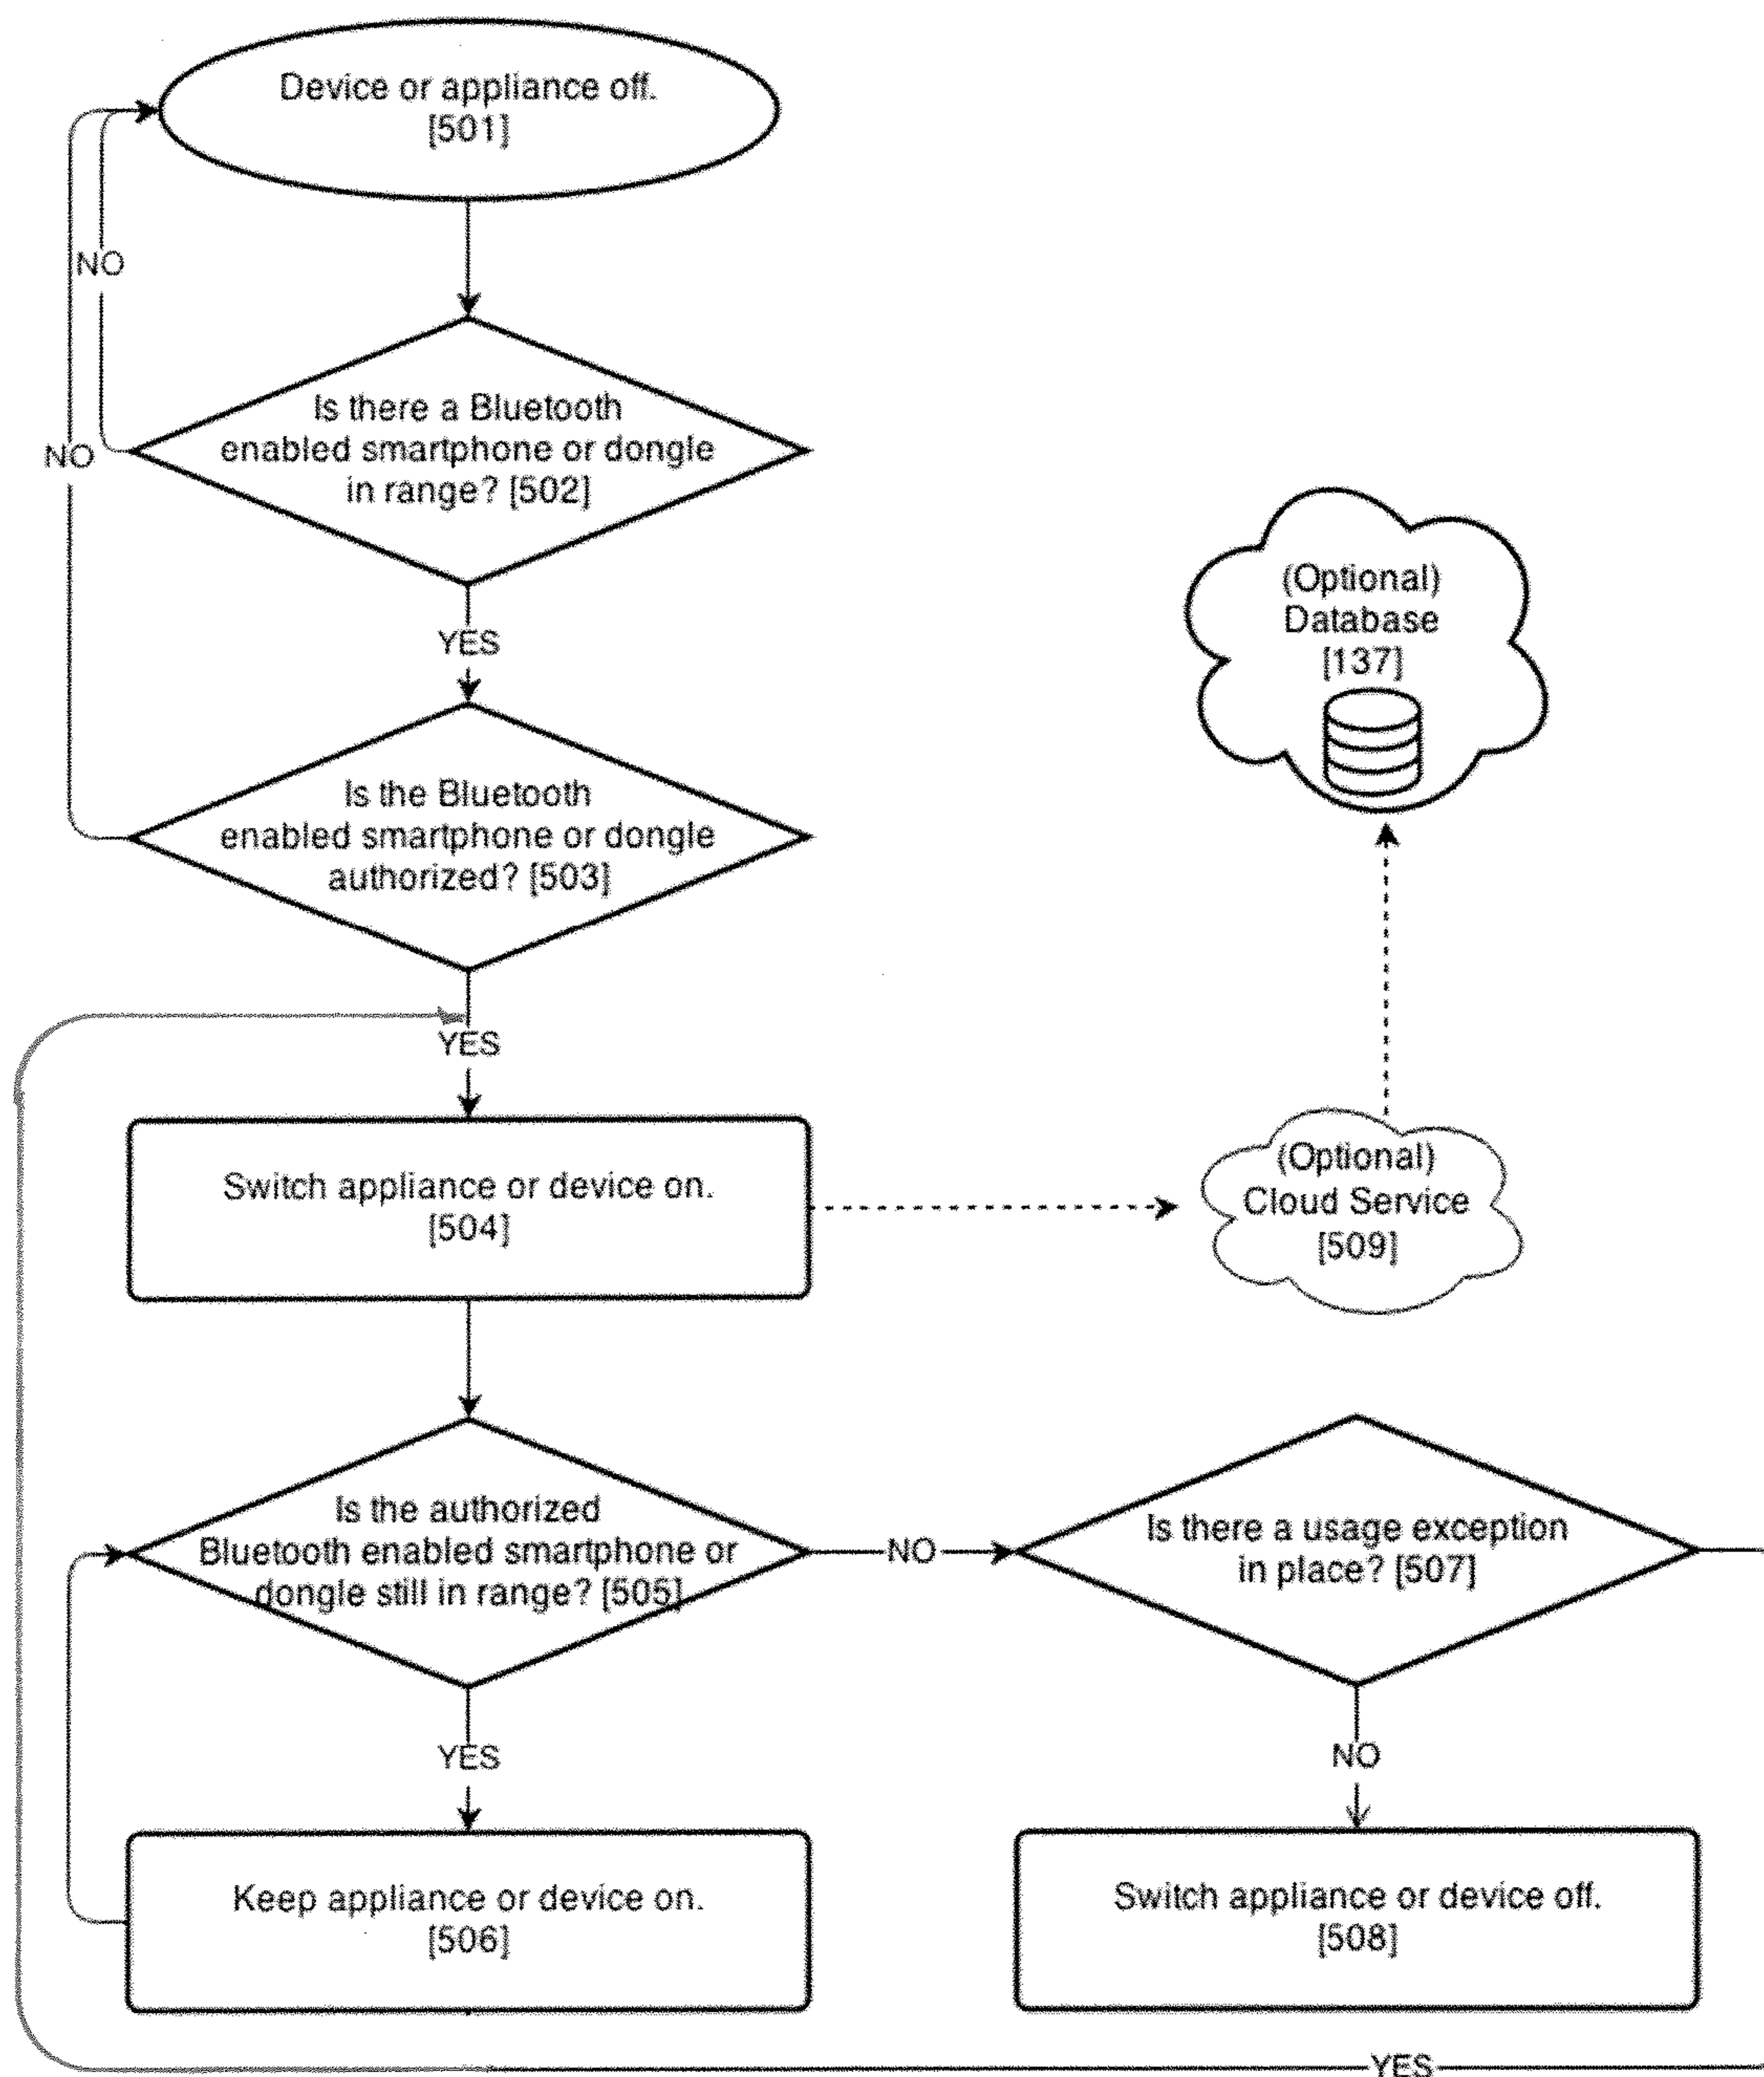 Device or appliance off.
[501]
NO
Is there a Bluetooth
enabled smartphone or dongle
in range? [502]
NO
YES
(Optional)
Database
[137]
Is the Bluetooth
enabled smartphone or dongle
authorized? [503]
YES
Switch appliance or device on.
[504]
(Optional)
Cloud Service
[509]
Is the authorized
Bluetooth enabled smartphone or
dongle still in range? [505]
NO
Is there a usage exception
in place? [507]
YES
NO
Keep appliance or device on.
[506]
Switch appliance or device off.
[508]
YES